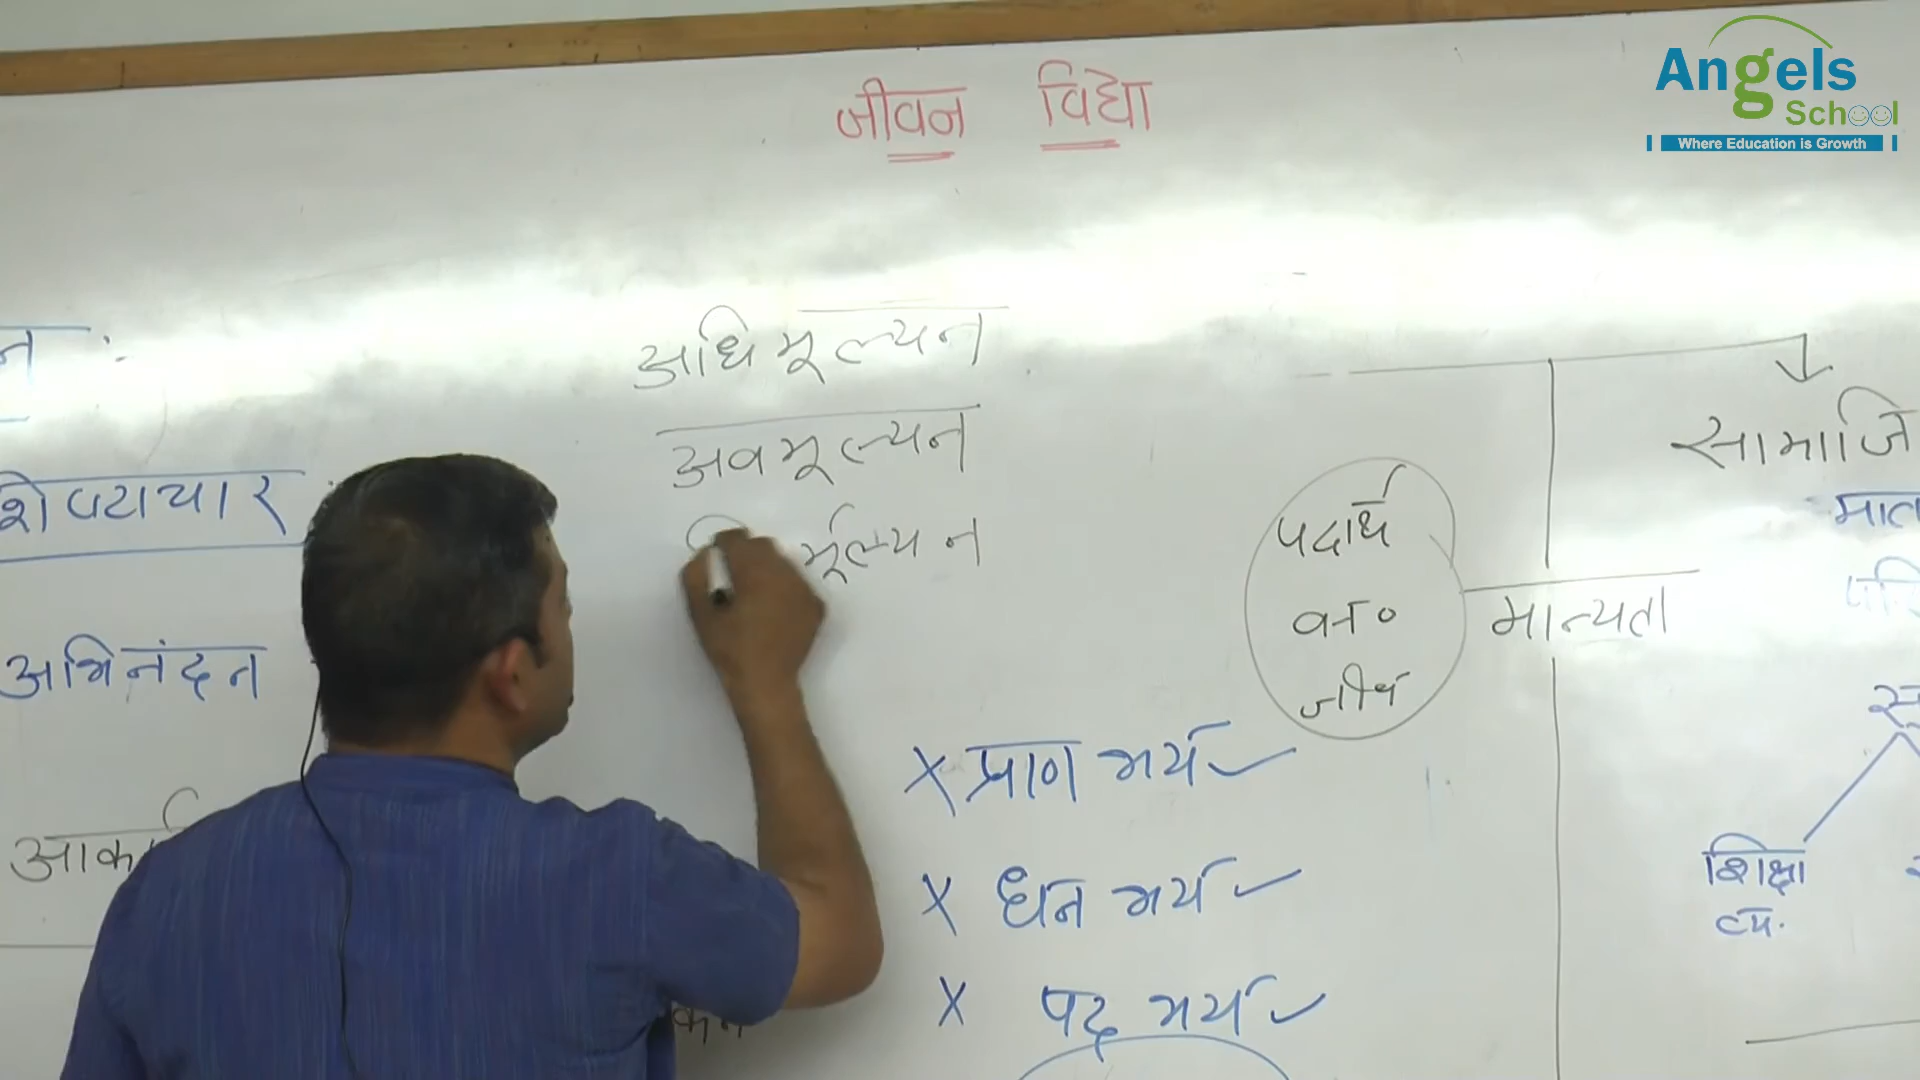 जीवन विद्या
Angels
School
Where Education is Growth
अधिमूल्यन
अवमूल्यन
र्मूल्यन
शिष्टाचार
अभिनंदन
पदार्थ
जीव
मान्यता
सामाजि
x प्राण भय ✓
x धन भय ✓
x पद भय ✓
शिक्षा
व्य.